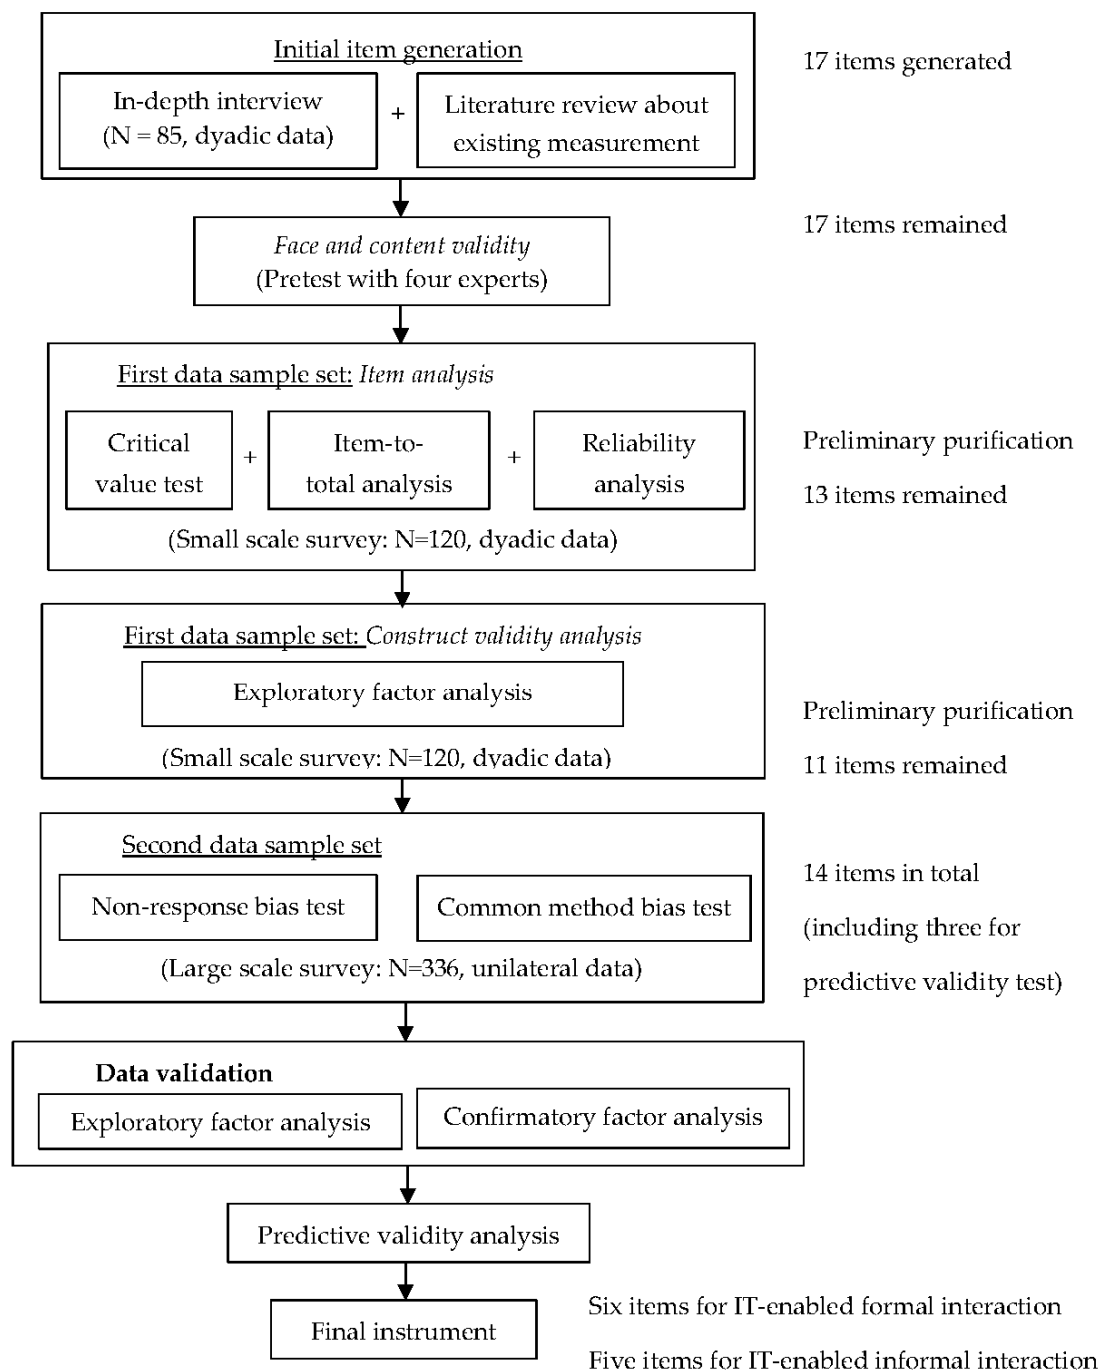 Initial item generation
17 items generated
In-depth interview
(N = 85, dyadic data)
+
Literature review about
existing measurement
17 items remained
Face and content validity
(Pretest with four experts)
First data sample set: Item analysis
Critical
value test
+
Item-to-
total analysis
+
Reliability
analysis
Preliminary purification
13 items remained
(Small scale survey: N=120, dyadic data)
First data sample set: Construct validity analysis
Exploratory factor analysis
Preliminary purification
11 items remained
(Small scale survey: N=120, dyadic data)
Second data sample set
Non-response bias test
Common method bias test
14 items in total
(including three for
predictive validity test)
(Large scale survey: N=336, unilateral data)
Data validation
Exploratory factor analysis
Confirmatory factor analysis
Predictive validity analysis
Final instrument
Six items for IT-enabled formal interaction
Five items for IT-enabled informal interaction